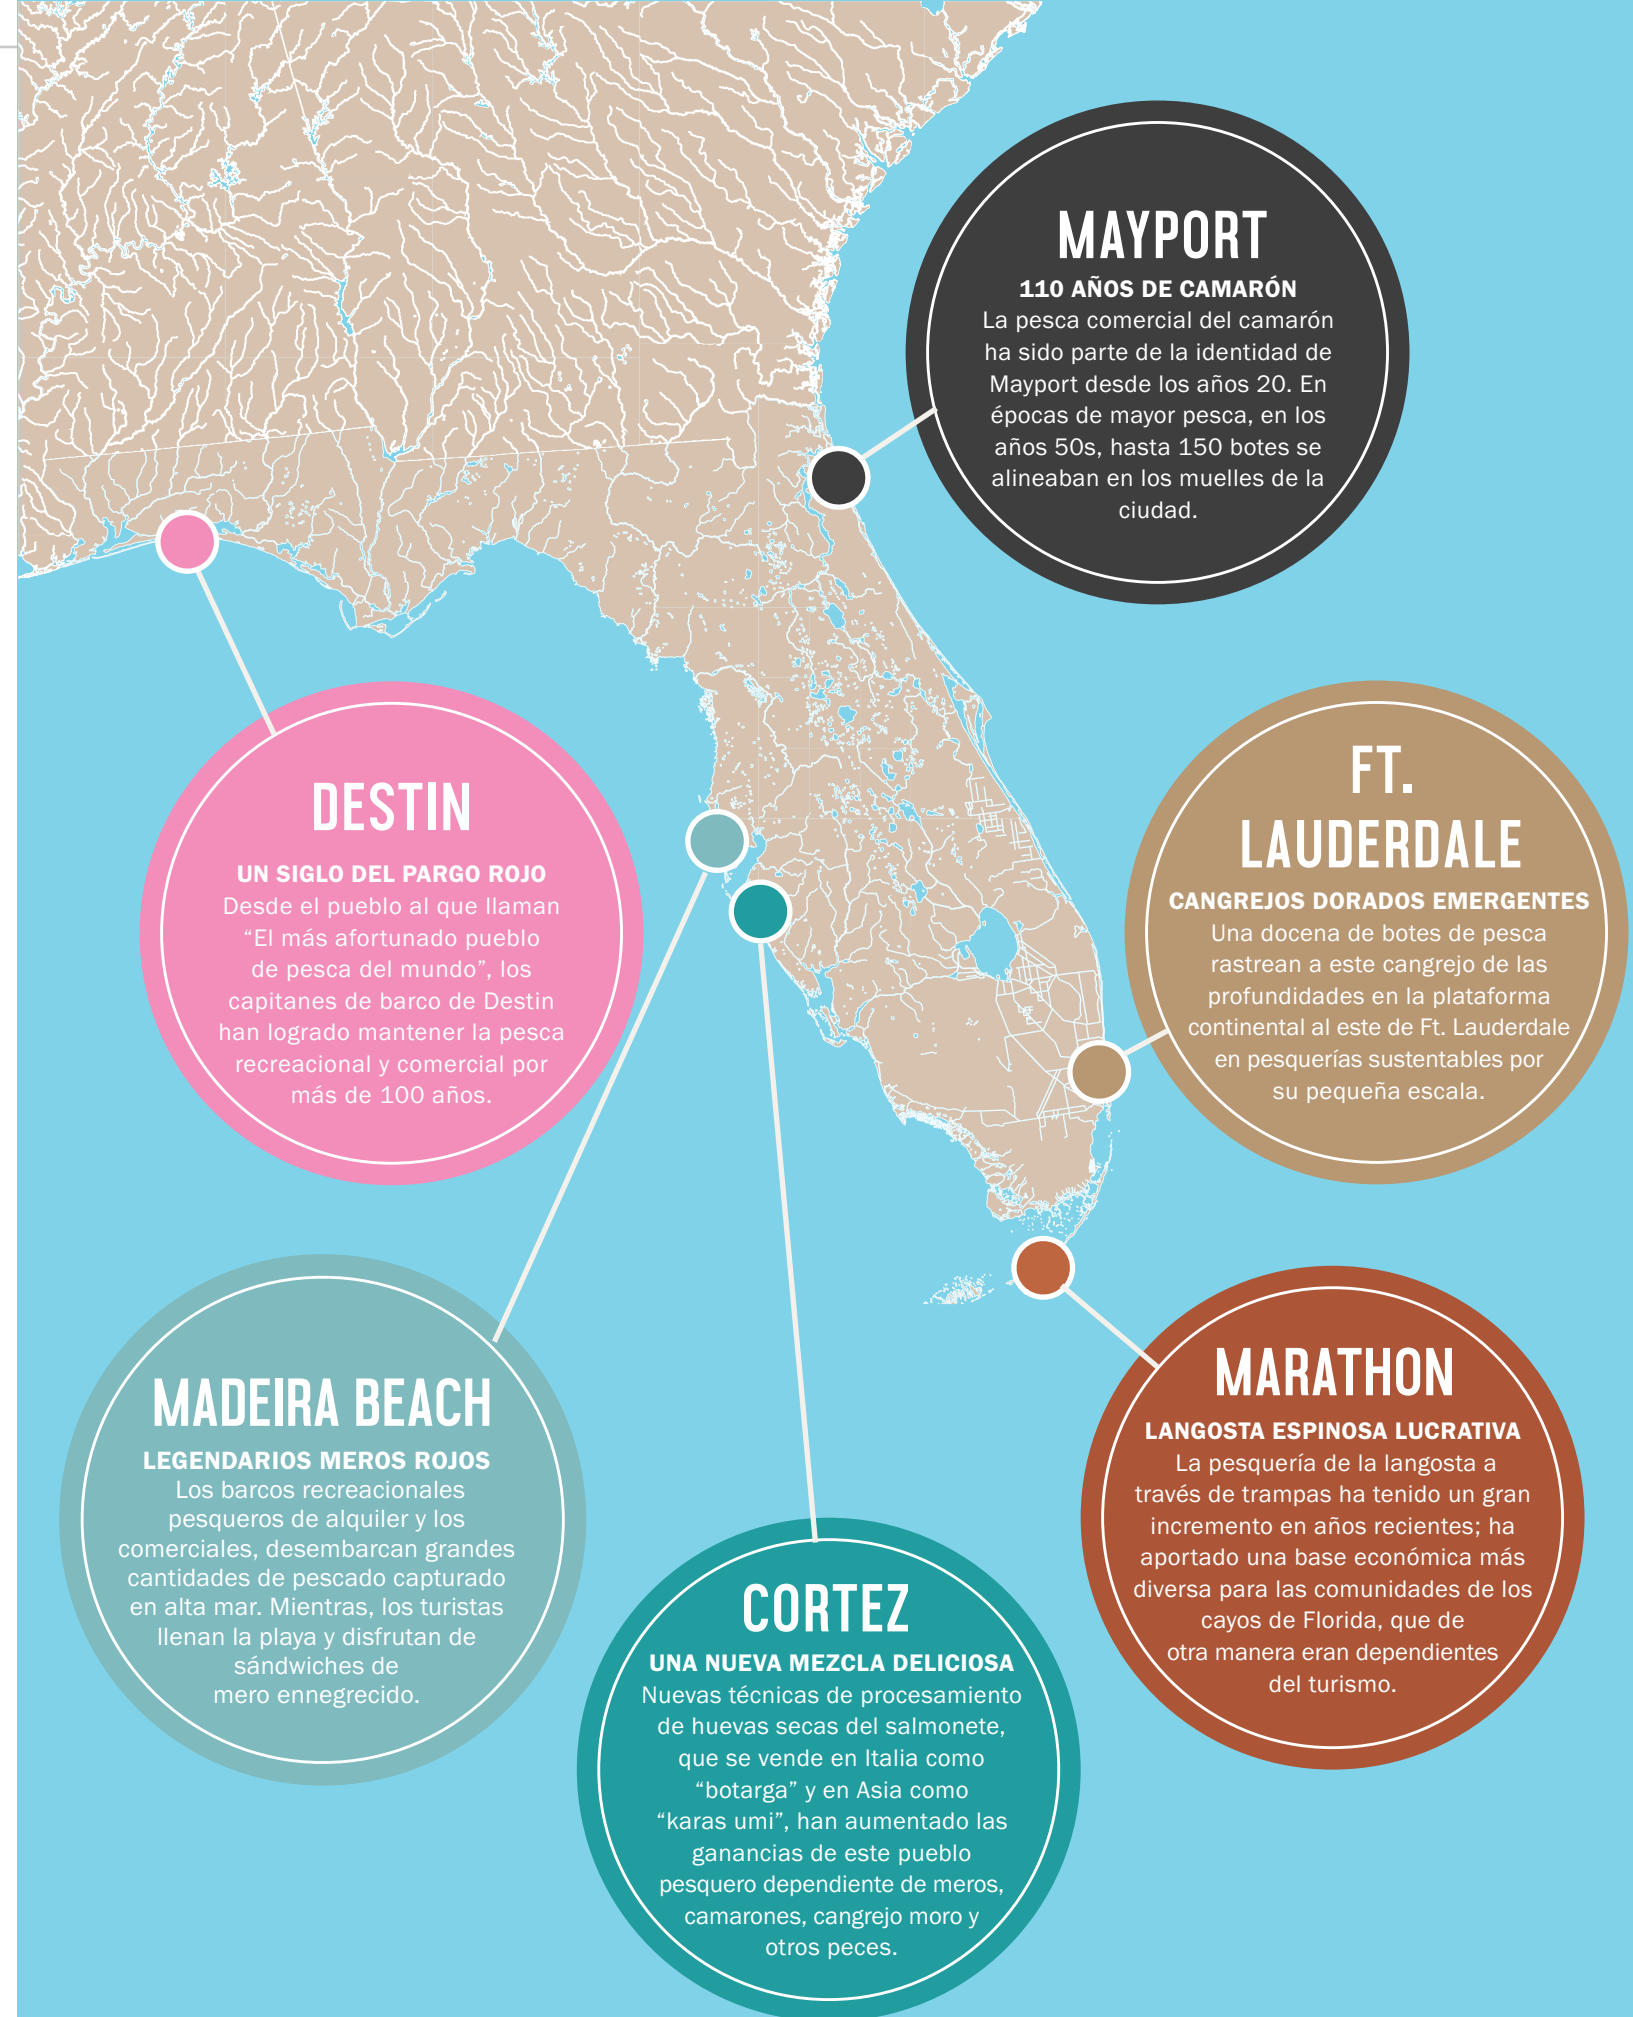 MAYPORT
110 AÑOS DE CAMARÓN
La pesca comercial del camarón
ha sido parte de la identidad de
Mayport desde los años 20. En
épocas de mayor pesca, en los
años 50s, hasta 150 botes se
alineaban en los muelles de la
ciudad.
DESTIN
UN SIGLO DEL PARGO ROJO
Desde el pueblo al que llaman
“El más afortunado pueblo
de pesca del mundo”, los
capitanes de barco de Destin
han logrado mantener la pesca
recreacional y comercial por
más de 100 años.
FT.
LAUDERDALE
CANGREJOS DORADOS EMERGENTES
Una docena de botes de pesca
rastrean a este cangrejo de las
profundidades en la plataforma
continental al este de Ft. Lauderdale
en pesquerías sustentables por
su pequeña escala.
MADEIRA BEACH
LEGENDARIOS MEROS ROJOS
Los barcos recreacionales
pesqueros de alquiler y los
comerciales, desembarcan grandes
cantidades de pescado capturado
en alta mar. Mientras, los turistas
llenan la playa y disfrutan de
sándwiches de
mero ennegrecido.
MARATHON
LANGOSTA ESPINOSA LUCRATIVA
La pesquería de la langosta a
través de trampas ha tenido un gran
incremento en años recientes; ha
aportado una base económica más
diversa para las comunidades de los
cayos de Florida, que de
otra manera eran dependientes
del turismo.
CORTEZ
UNA NUEVA MEZCLA DELICIOSA
Nuevas técnicas de procesamiento
de huevas secas del salmonete,
que se vende en Italia como
“botarga” y en Asia como
“karas umi”, han aumentado las
ganancias de este pueblo
pesquero dependiente de meros,
camarones, cangrejo moro y
otros peces.